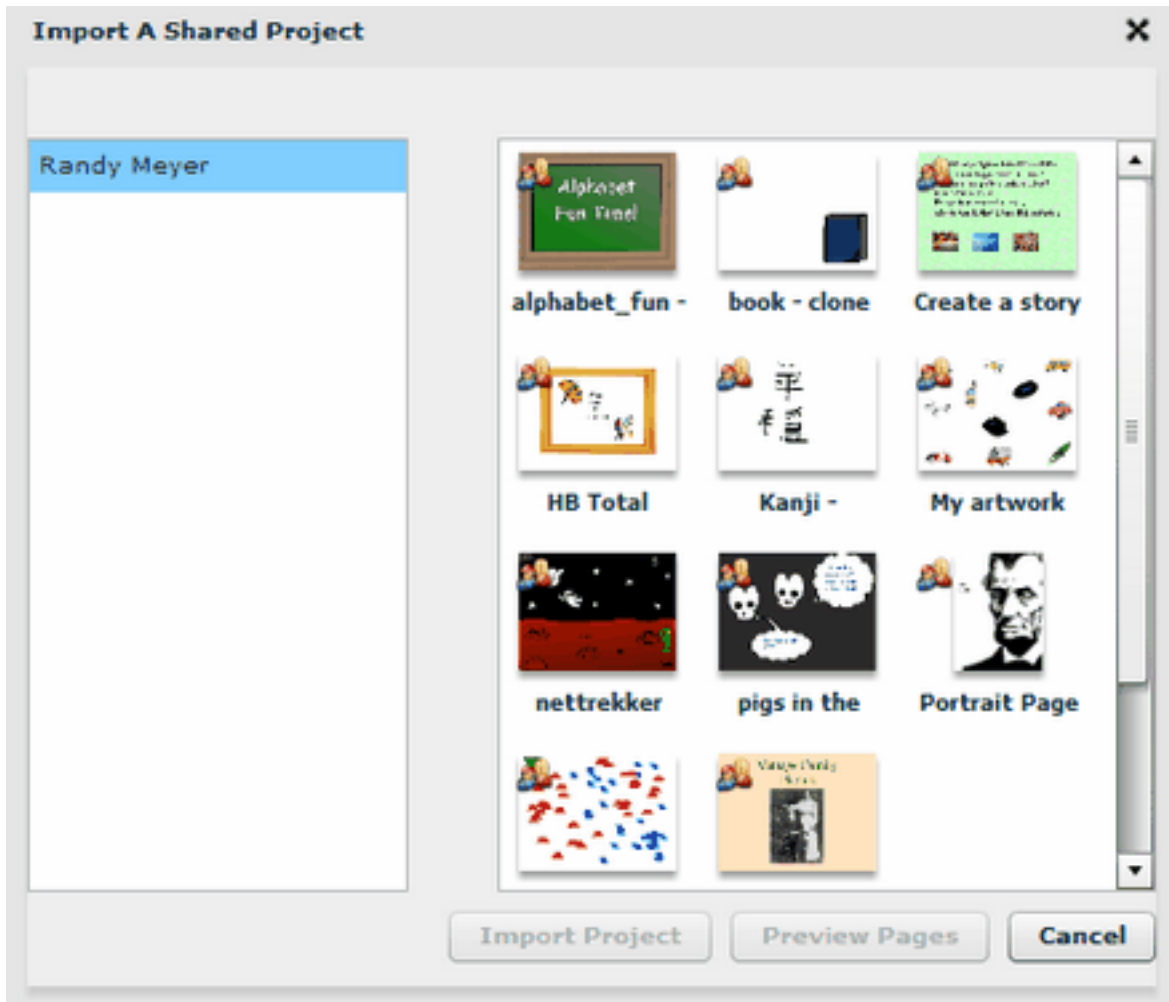 Import A Shared Project
Randy Meyer
Alphabet
Fun Time!
alphabet_fun -
book - clone
Create a story
HB Total
Kanji -
My artwork
nettrekker
pigs in the
Portrait Page
Family
Import Project
Preview Pages
Cancel